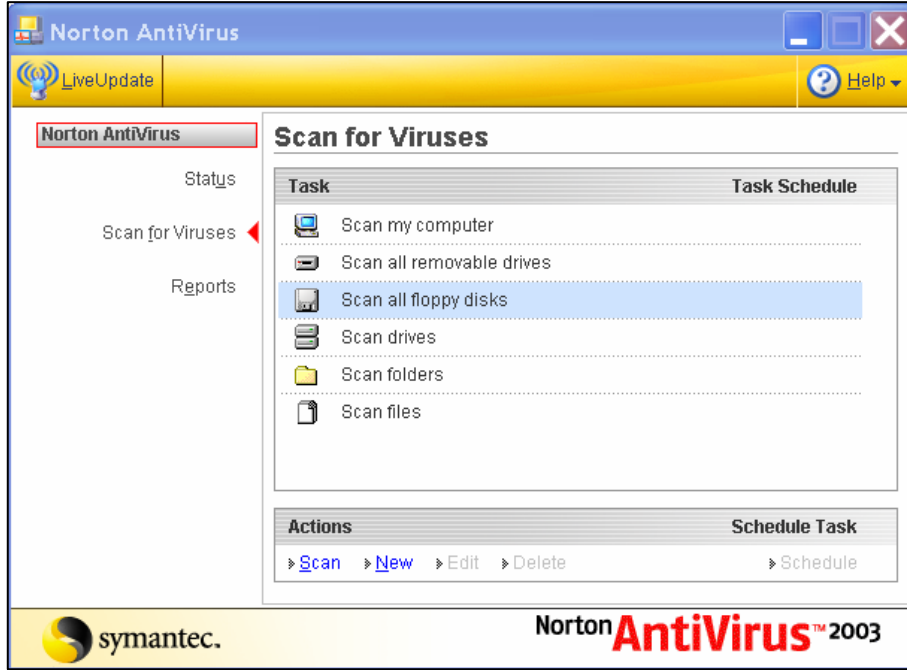 Norton AntiVirus
LiveUpdate
Help
Norton AntiVirus
Status
Scan for Viruses
Reports
Scan for Viruses
Task Task Schedule
Scan my computer
Scan all removable drives
Scan all floppy disks
Scan drives
Scan folders
Scan files
Actions Schedule Task
Scan New Edit Delete Schedule
symantec.
Norton AntiVirus™ 2003